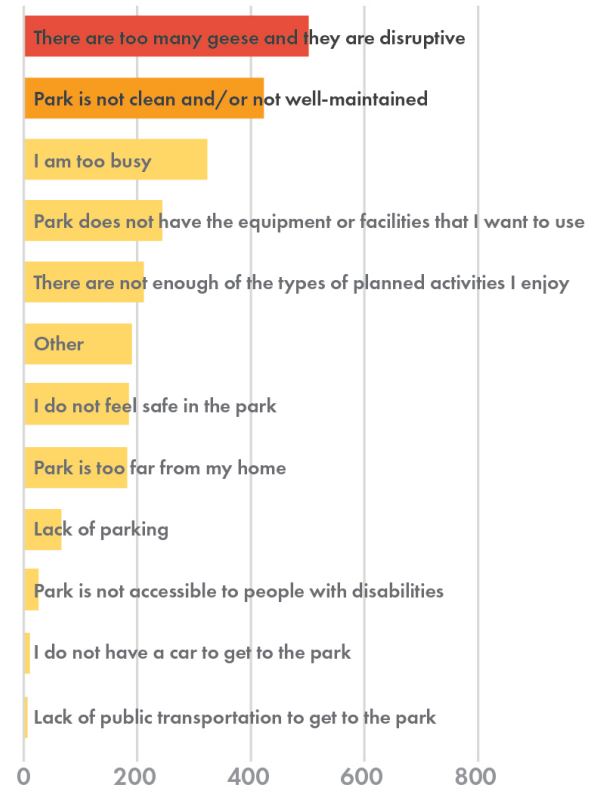 There are too many geese and they are disruptive
Park is not clean and/or not well-maintained
I am too busy
Park does not have the equipment or facilities that I want to use
There are not enough of the types of planned activities I enjoy
Other
I do not feel safe in the park
Park is too far from my home
Lack of parking
Park is not accessible to people with disabilities
I do not have a car to get to the park
Lack of public transportation to get to the park
0 200 400 600 800